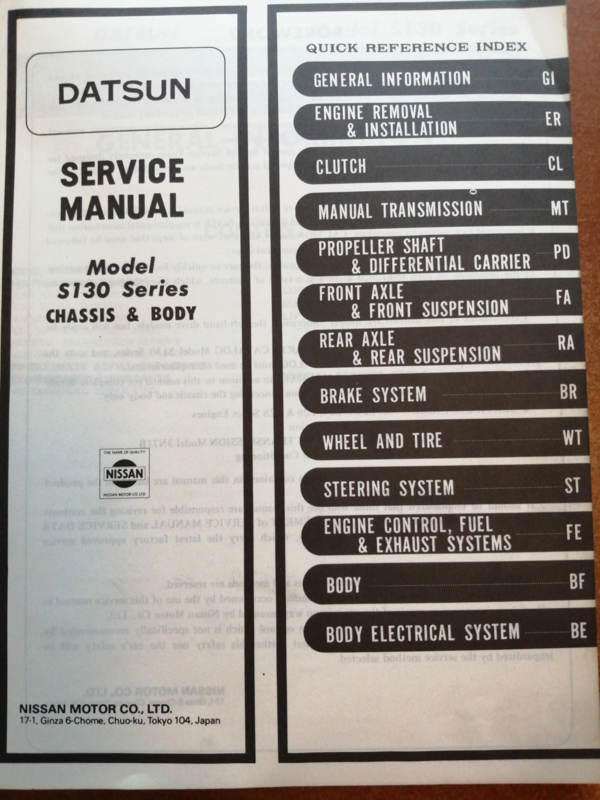 DATSUN
SERVICE
MANUAL
Model
S130 Series
CHASSIS & BODY
THE NAME OF QUALITY
NISSAN
NISSAN MOTOR CO.,LTD
NISSAN MOTOR CO., LTD.
17-1, Ginza 6-Chome, Chuo-ku, Tokyo 104, Japan
QUICK REFERENCE INDEX
GENERAL INFORMATION GI
ENGINE REMOVAL
& INSTALLATION ER
CLUTCH CL
MANUAL TRANSMISSION MT
PROPELLER SHAFT
& DIFFERENTIAL CARRIER PD
FRONT AXLE
& FRONT SUSPENSION FA
REAR AXLE
& REAR SUSPENSION RA
BRAKE SYSTEM BR
WHEEL AND TIRE WT
STEERING SYSTEM ST
ENGINE CONTROL, FUEL
& EXHAUST SYSTEMS FE
BODY BF
BODY ELECTRICAL SYSTEM BE